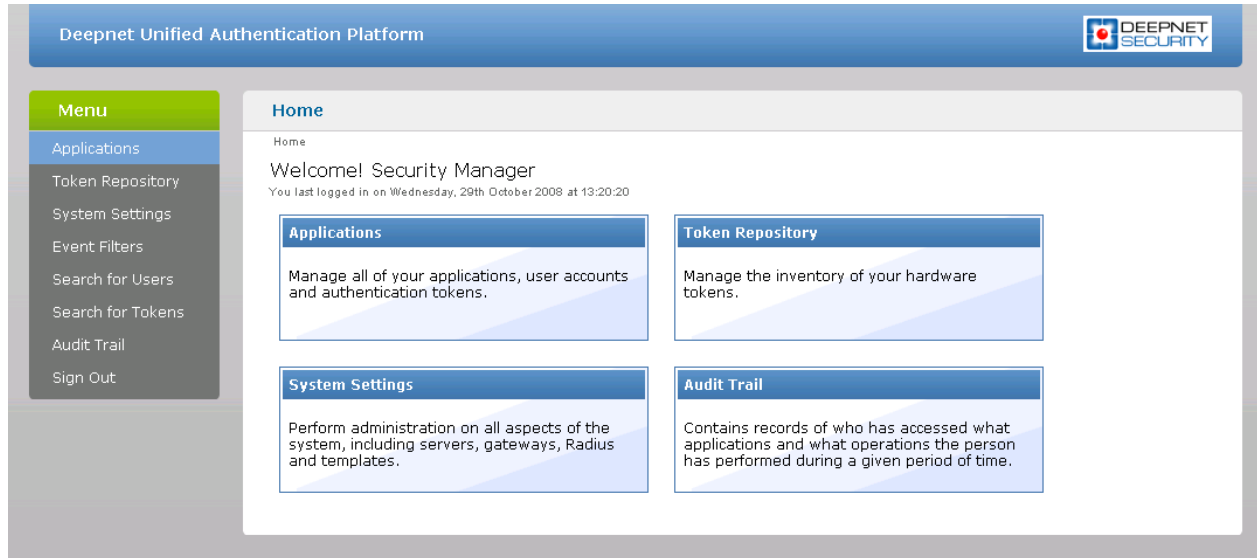 Deepnet Unified Authentication Platform
DEEPNET
SECURITY
Menu
Applications
Token Repository
System Settings
Event Filters
Search for Users
Search for Tokens
Audit Trail
Sign Out
Home
Home
Welcome! Security Manager
You last logged in on Wednesday, 29th October 2008 at 13:20:20
Applications
Manage all of your applications, user accounts
and authentication tokens.
Token Repository
Manage the inventory of your hardware
tokens.
System Settings
Perform administration on all aspects of the
system, including servers, gateways, Radius
and templates.
Audit Trail
Contains records of who has accessed what
applications and what operations the person
has performed during a given period of time.